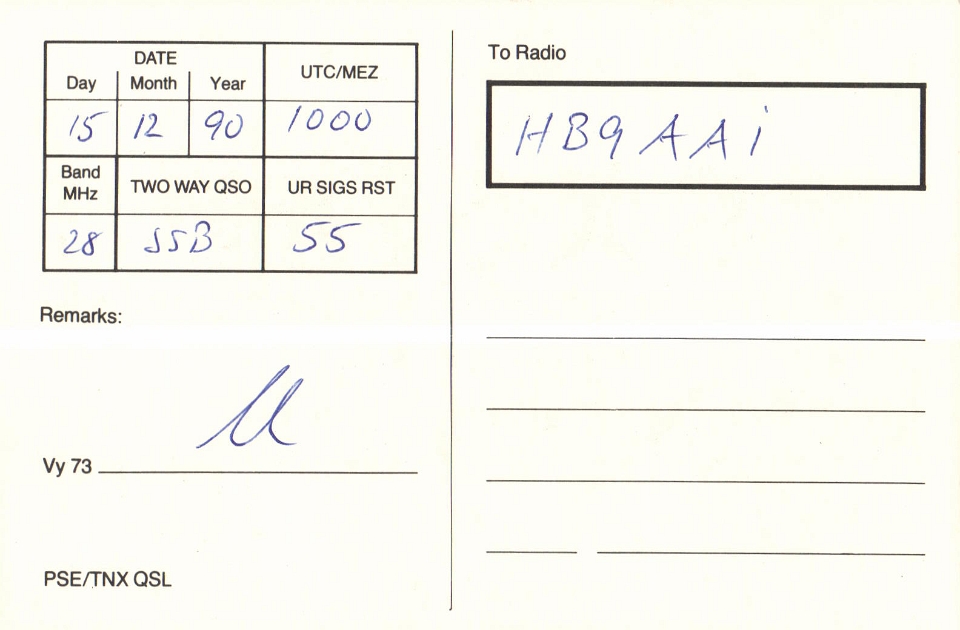 DATE
Day Month Year UTC/MEZ
15 12 90 1000
Band MHz TWO WAY QSO UR SIGS RST
28 SSB 55
Remarks:
Vy 73
PSE/TNX QSL
To Radio
HB9AAi